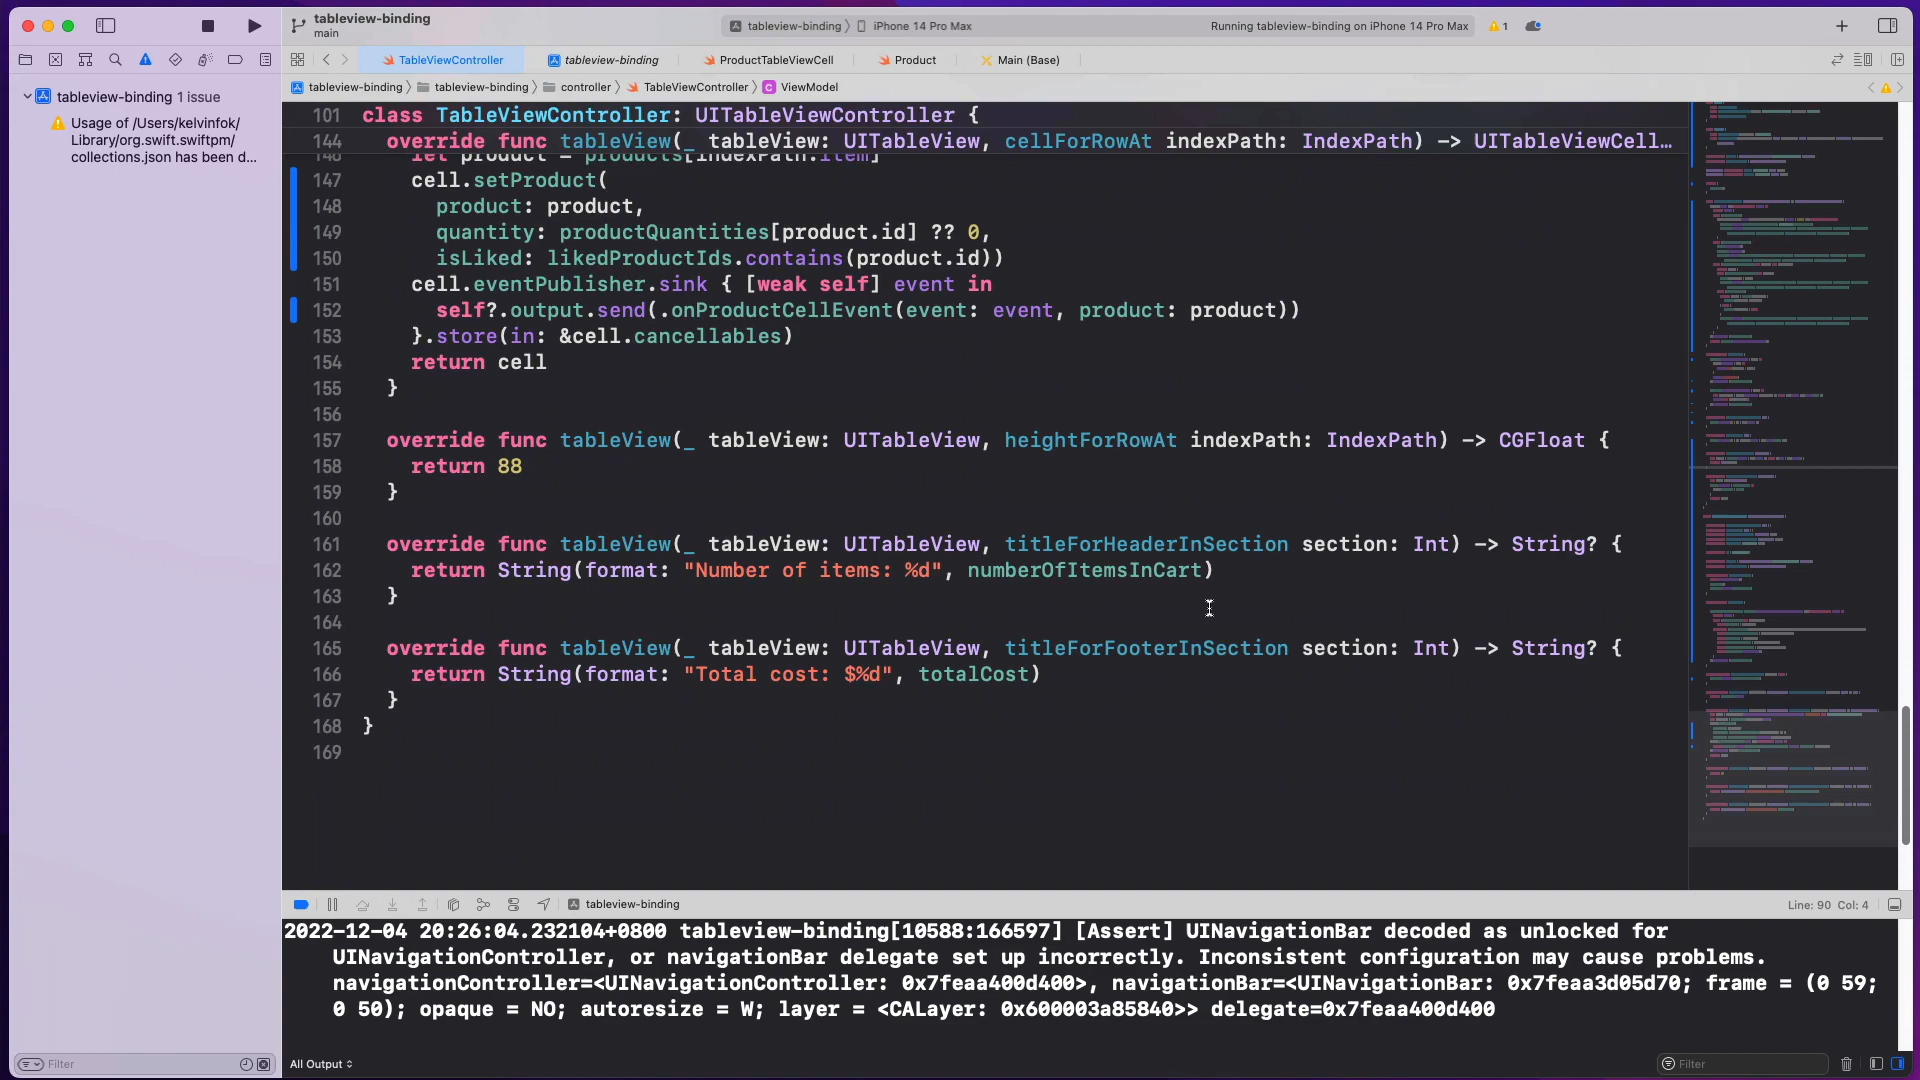 tableview-binding
main
tableview-binding 〉 iPhone 14 Pro Max
Running tableview-binding on iPhone 14 Pro Max
1
TableViewController
tableview-binding
ProductTableViewCell
Product
Main (Base)
tableview-binding 〉 tableview-binding 〉 controller 〉 TableViewController 〉 C ViewModel
tableview-binding 1 issue
Usage of /Users/kelvinfok/
Library/org.swift.swiftpm/
collections.json has been d...
101 class TableViewController: UITableViewController {
144 override func tableView(_ tableView: UITableView, cellForRowAt indexPath: IndexPath) -> UITableViewCell…
146 let product = products[indexPath.item]
147 cell.setProduct(
148 product: product,
149 quantity: productQuantities[product.id] ?? 0,
150 isLiked: likedProductIds.contains(product.id))
151 cell.eventPublisher.sink { [weak self] event in
152 self?.output.send(.onProductCellEvent(event: event, product: product))
153 }.store(in: &cell.cancellables)
154 return cell
155 }
156
157 override func tableView(_ tableView: UITableView, heightForRowAt indexPath: IndexPath) -> CGFloat {
158 return 88
159 }
160
161 override func tableView(_ tableView: UITableView, titleForHeaderInSection section: Int) -> String? {
162 return String(format: "Number of items: %d", numberOfItemsInCart)
163 }
164
165 override func tableView(_ tableView: UITableView, titleForFooterInSection section: Int) -> String? {
166 return String(format: "Total cost: $%d", totalCost)
167 }
168 }
169
tableview-binding
Line: 90 Col: 4
2022-12-04 20:26:04.232104+0800 tableview-binding[10588:166597] [Assert] UINavigationBar decoded as unlocked for
UINavigationController, or navigationBar delegate set up incorrectly. Inconsistent configuration may cause problems.
navigationController=<UINavigationController: 0x7feaa400d400>, navigationBar=<UINavigationBar: 0x7feaa3d05d70; frame = (0 59;
0 50); opaque = NO; autoresize = W; layer = <CALayer: 0x600003a85840>> delegate=0x7feaa400d400
Filter
All Output
Filter